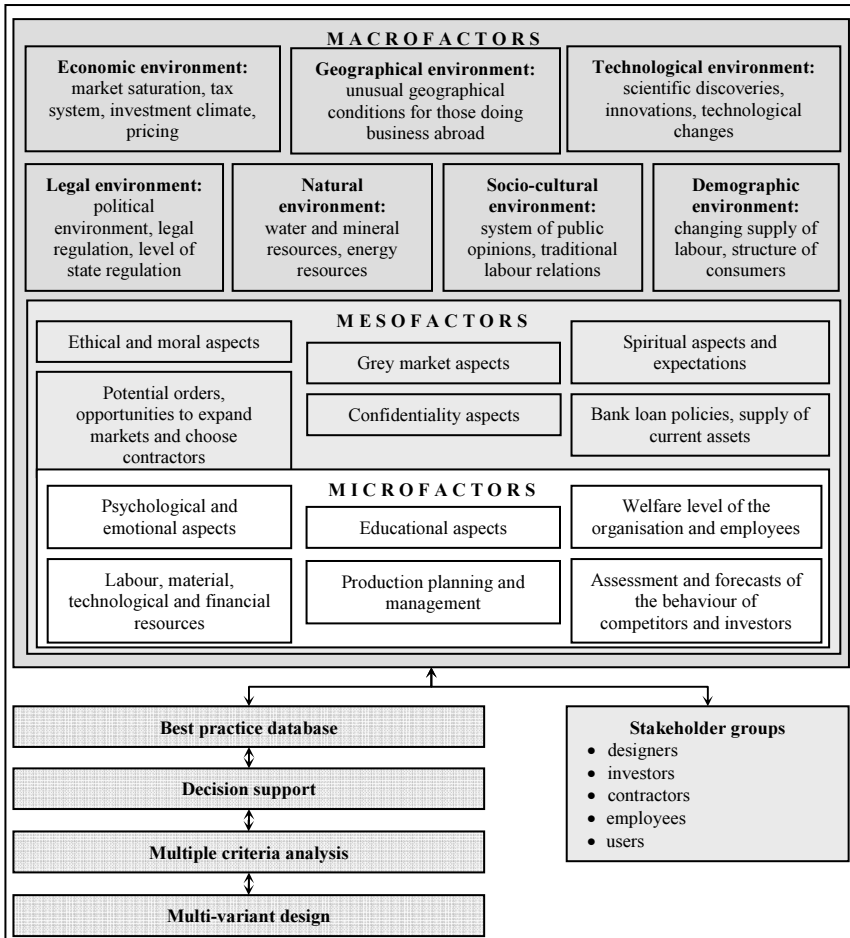 MACROFACTORS
Economic environment:
market saturation, tax
system, investment climate,
pricing
Geographical environment:
unusual geographical
conditions for those doing
business abroad
Technological environment:
scientific discoveries,
innovations, technological
changes
Legal environment:
political
environment, legal
regulation, level of
state regulation
Natural
environment:
water and mineral
resources, energy
resources
Socio-cultural
environment:
system of public
opinions, traditional
labour relations
Demographic
environment:
changing supply of
labour, structure of
consumers
MESOFACTORS
Ethical and moral aspects
Potential orders,
opportunities to expand
markets and choose
contractors
Grey market aspects
Confidentiality aspects
Spiritual aspects and
expectations
Bank loan policies, supply of
current assets
MICROFACTORS
Psychological and
emotional aspects
Educational aspects
Welfare level of the
organisation and employees
Labour, material,
technological and financial
resources
Production planning and
management
Assessment and forecasts of
the behaviour of
competitors and investors
Best practice database
Decision support
Multiple criteria analysis
Multi-variant design
Stakeholder groups
• designers
• investors
• contractors
• employees
• users